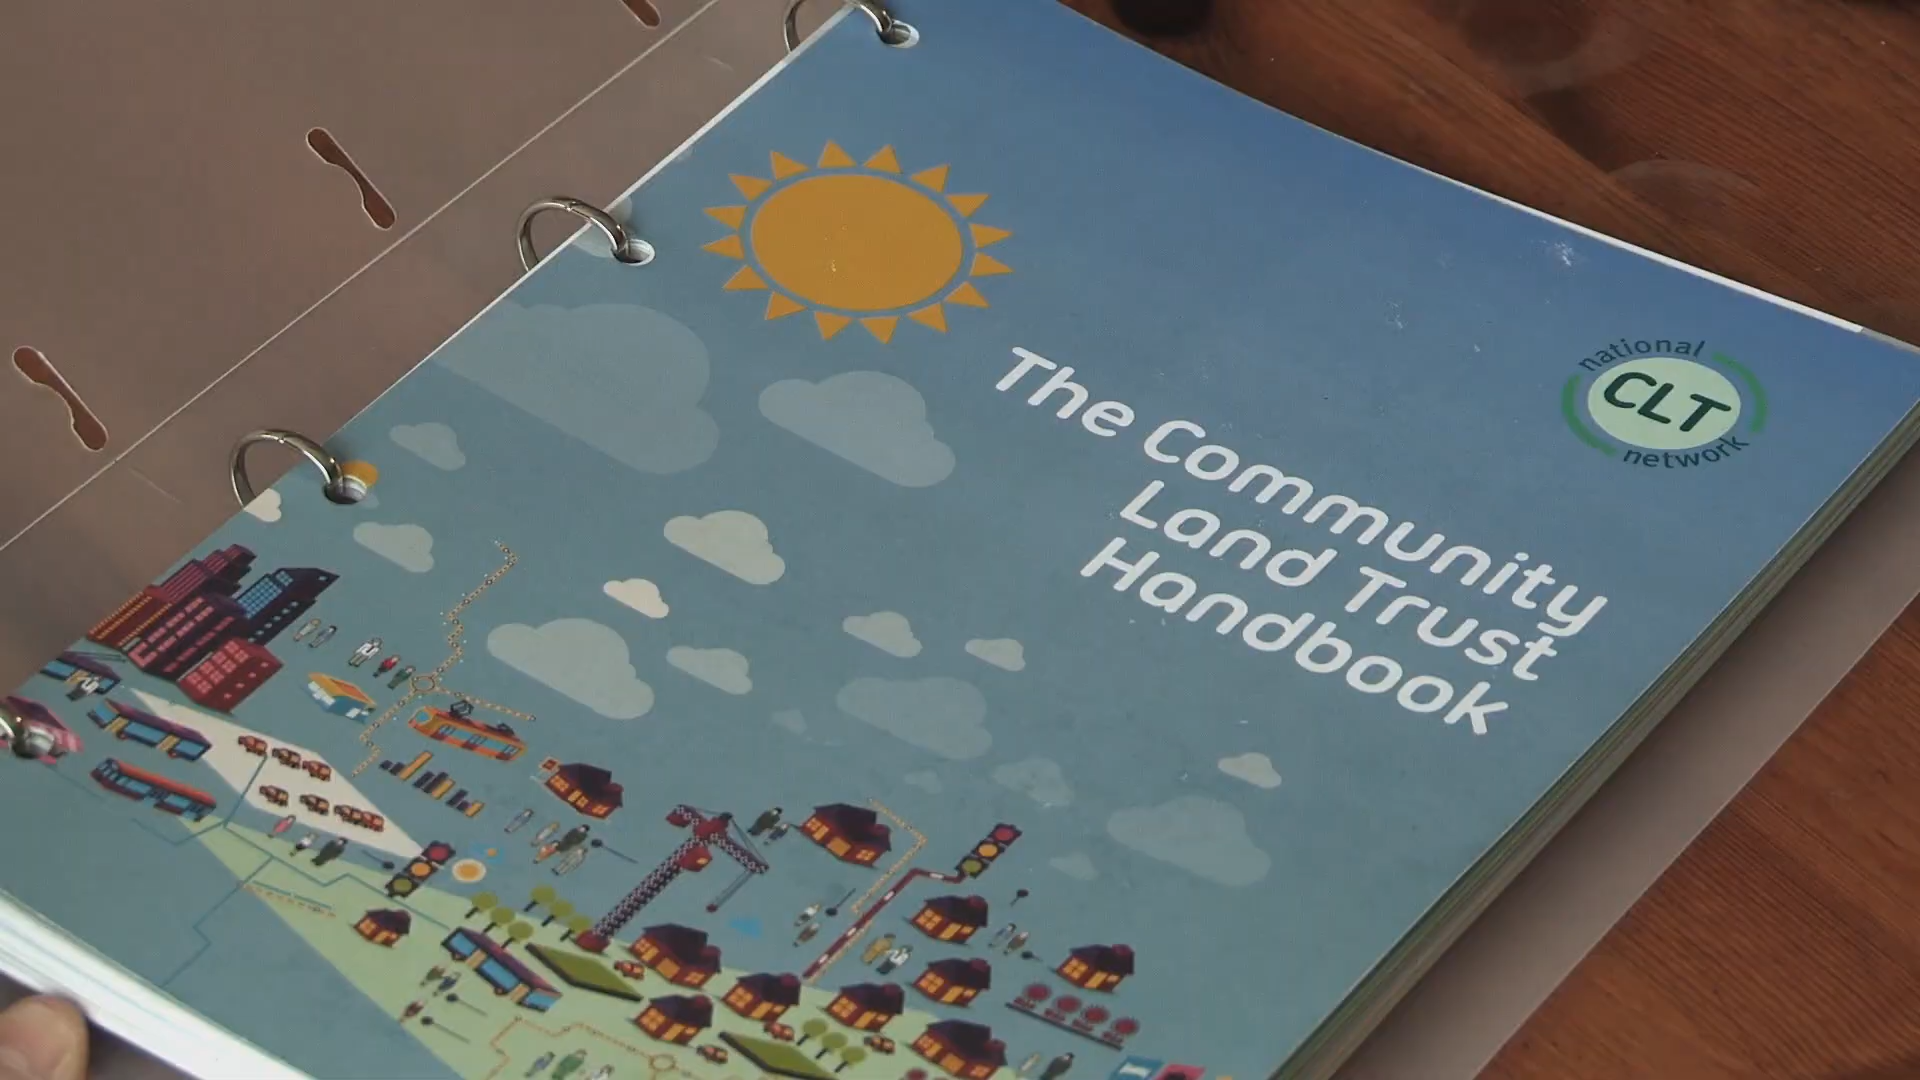 The Community
Land Trust
Handbook
national
CLT
network